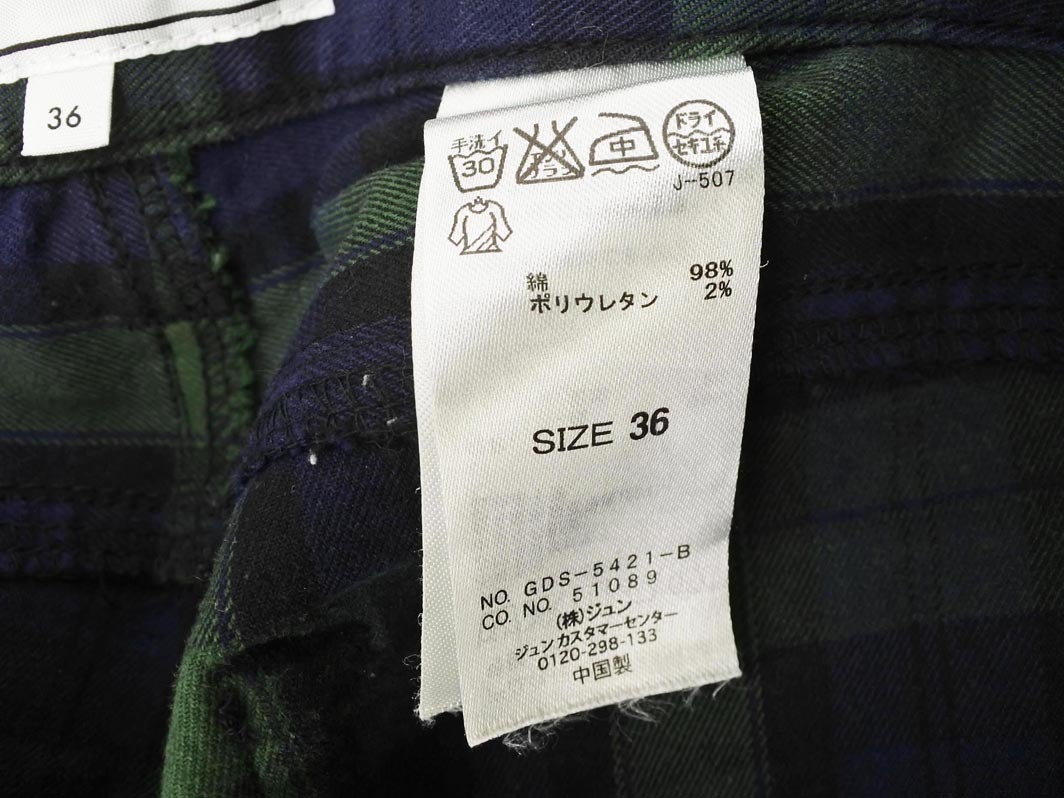 36
手洗イ
30
中
ドライ
セキユ系
J-507
綿 98%
ポリウレタン 2%
SIZE 36
NO. GDS-5421-B
CO. NO. 51089
(株)ジュン
ジュンカスタマーセンター
0120-298-133
中国製